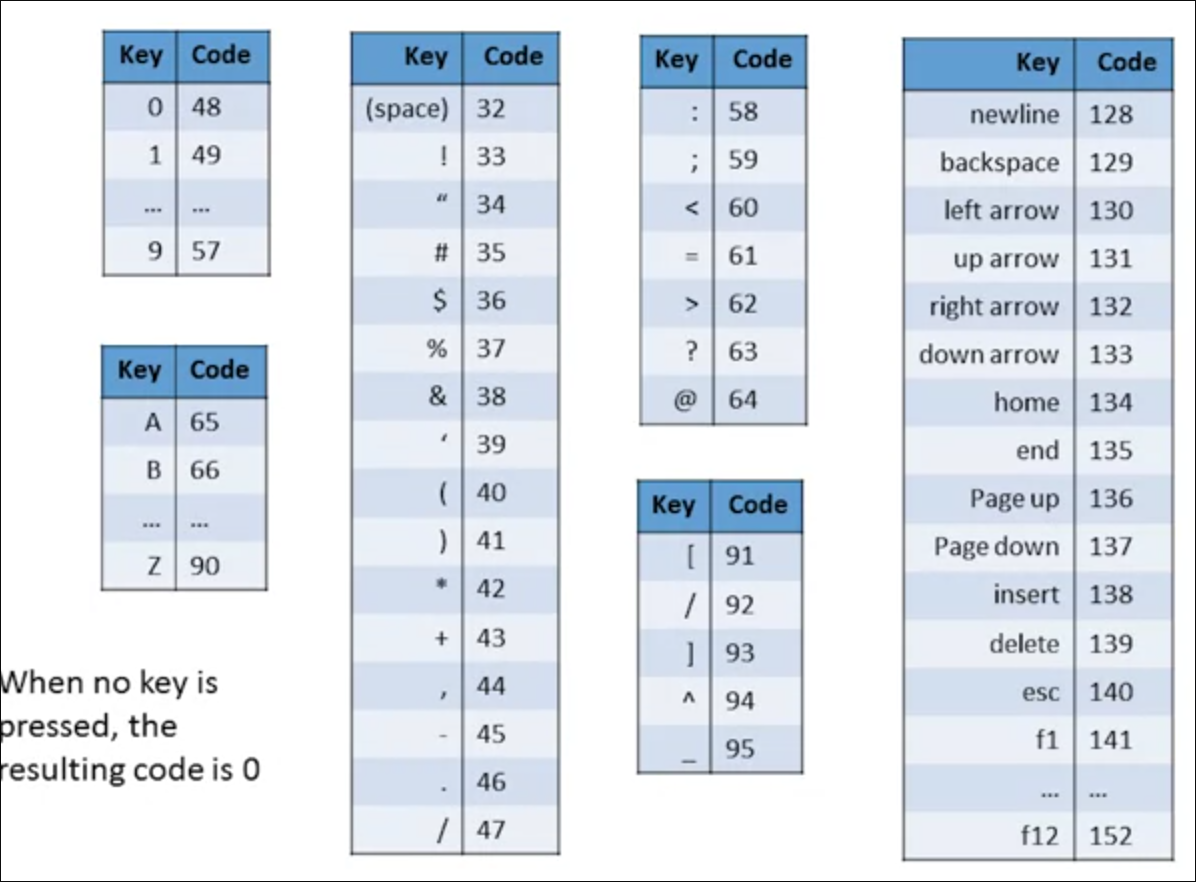 Key Code
0 48
1 49
... ...
9 57
Key Code
A 65
B 66
... ...
Z 90
When no key is
pressed, the
resulting code is 0
Key Code
(space) 32
! 33
“ 34
# 35
$ 36
% 37
& 38
‘ 39
( 40
) 41
* 42
+ 43
, 44
- 45
. 46
/ 47
Key Code
: 58
; 59
< 60
= 61
> 62
? 63
@ 64
Key Code
[ 91
/ 92
] 93
^ 94
_ 95
Key Code
newline 128
backspace 129
left arrow 130
up arrow 131
right arrow 132
down arrow 133
home 134
end 135
Page up 136
Page down 137
insert 138
delete 139
esc 140
f1 141
... ...
f12 152